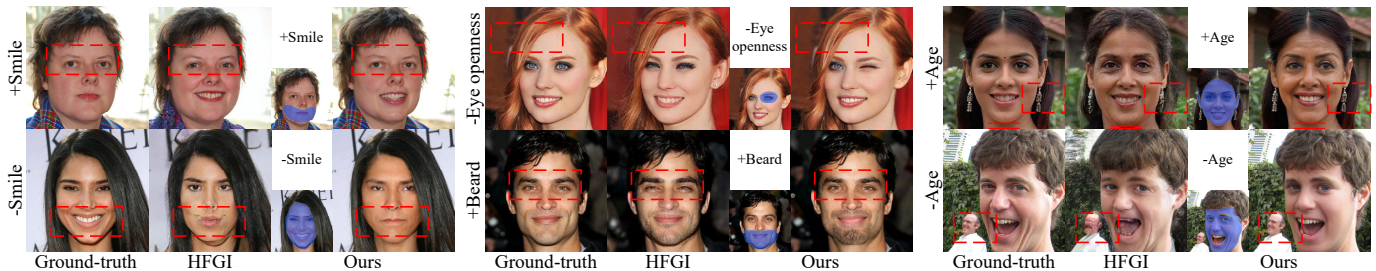 +Smile
+Smile
-Smile
-Smile
Ground-truth
HFGI
Ours
-Eye openness
-Eye
openness
+Beard
+Beard
Ground-truth
HFGI
Ours
+Age
+Age
-Age
-Age
Ground-truth
HFGI
Ours